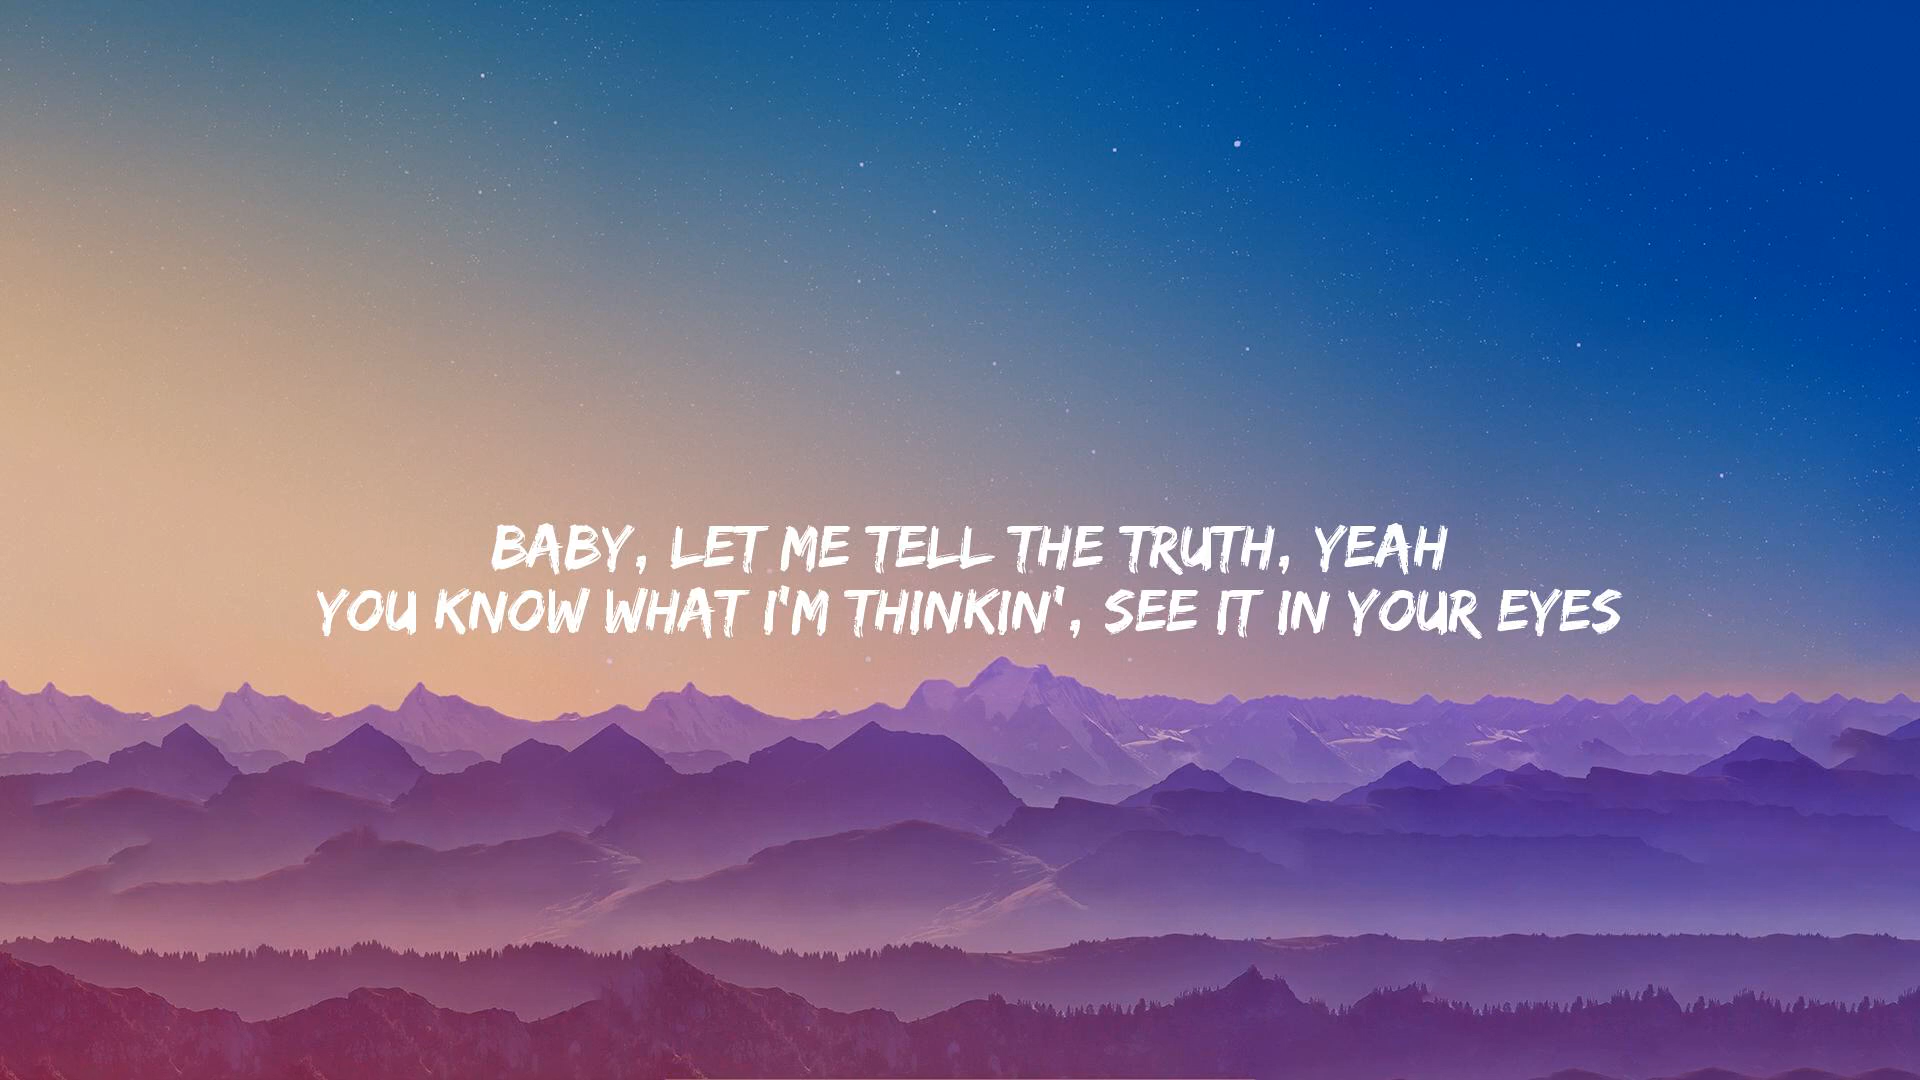 BABY, LET ME TELL THE TRUTH, YEAH
YOU KNOW WHAT I'M THINKIN', SEE IT IN YOUR EYES